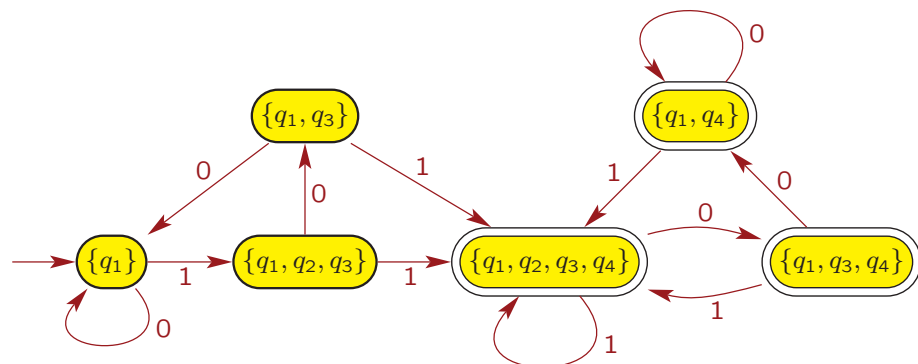 0
{q₁, q₃}
{q₁, q₄}
0
1
1
0
0
0
{q₁}
1
{q₁, q₂, q₃}
1
{q₁, q₂, q₃, q₄}
{q₁, q₃, q₄}
1
0
1